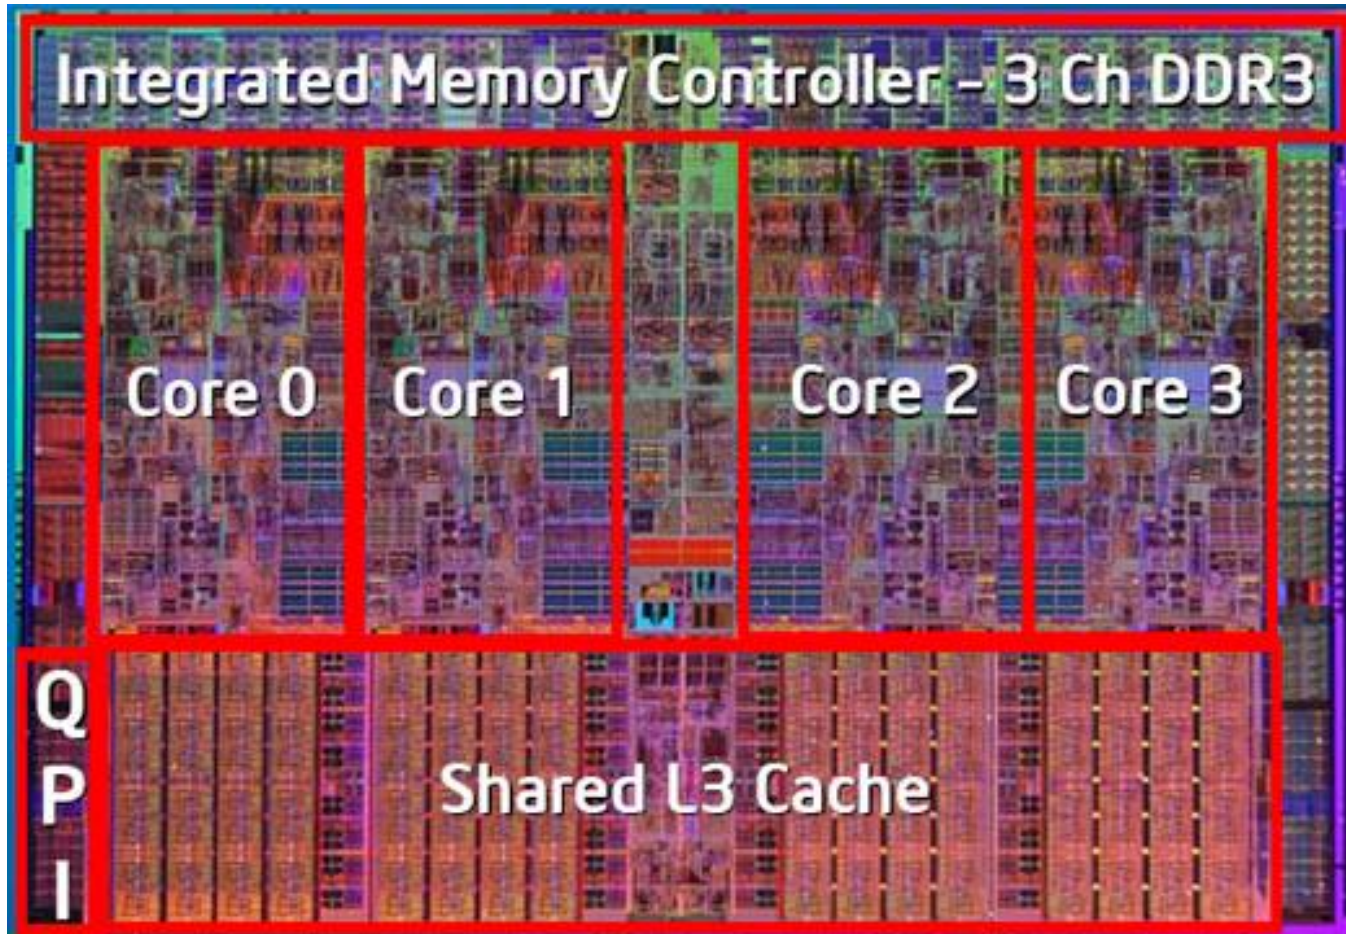 Integrated Memory Controller - 3 Ch DDR3
Core 0
Core 1
Core 2
Core 3
Q
P
I
Shared L3 Cache